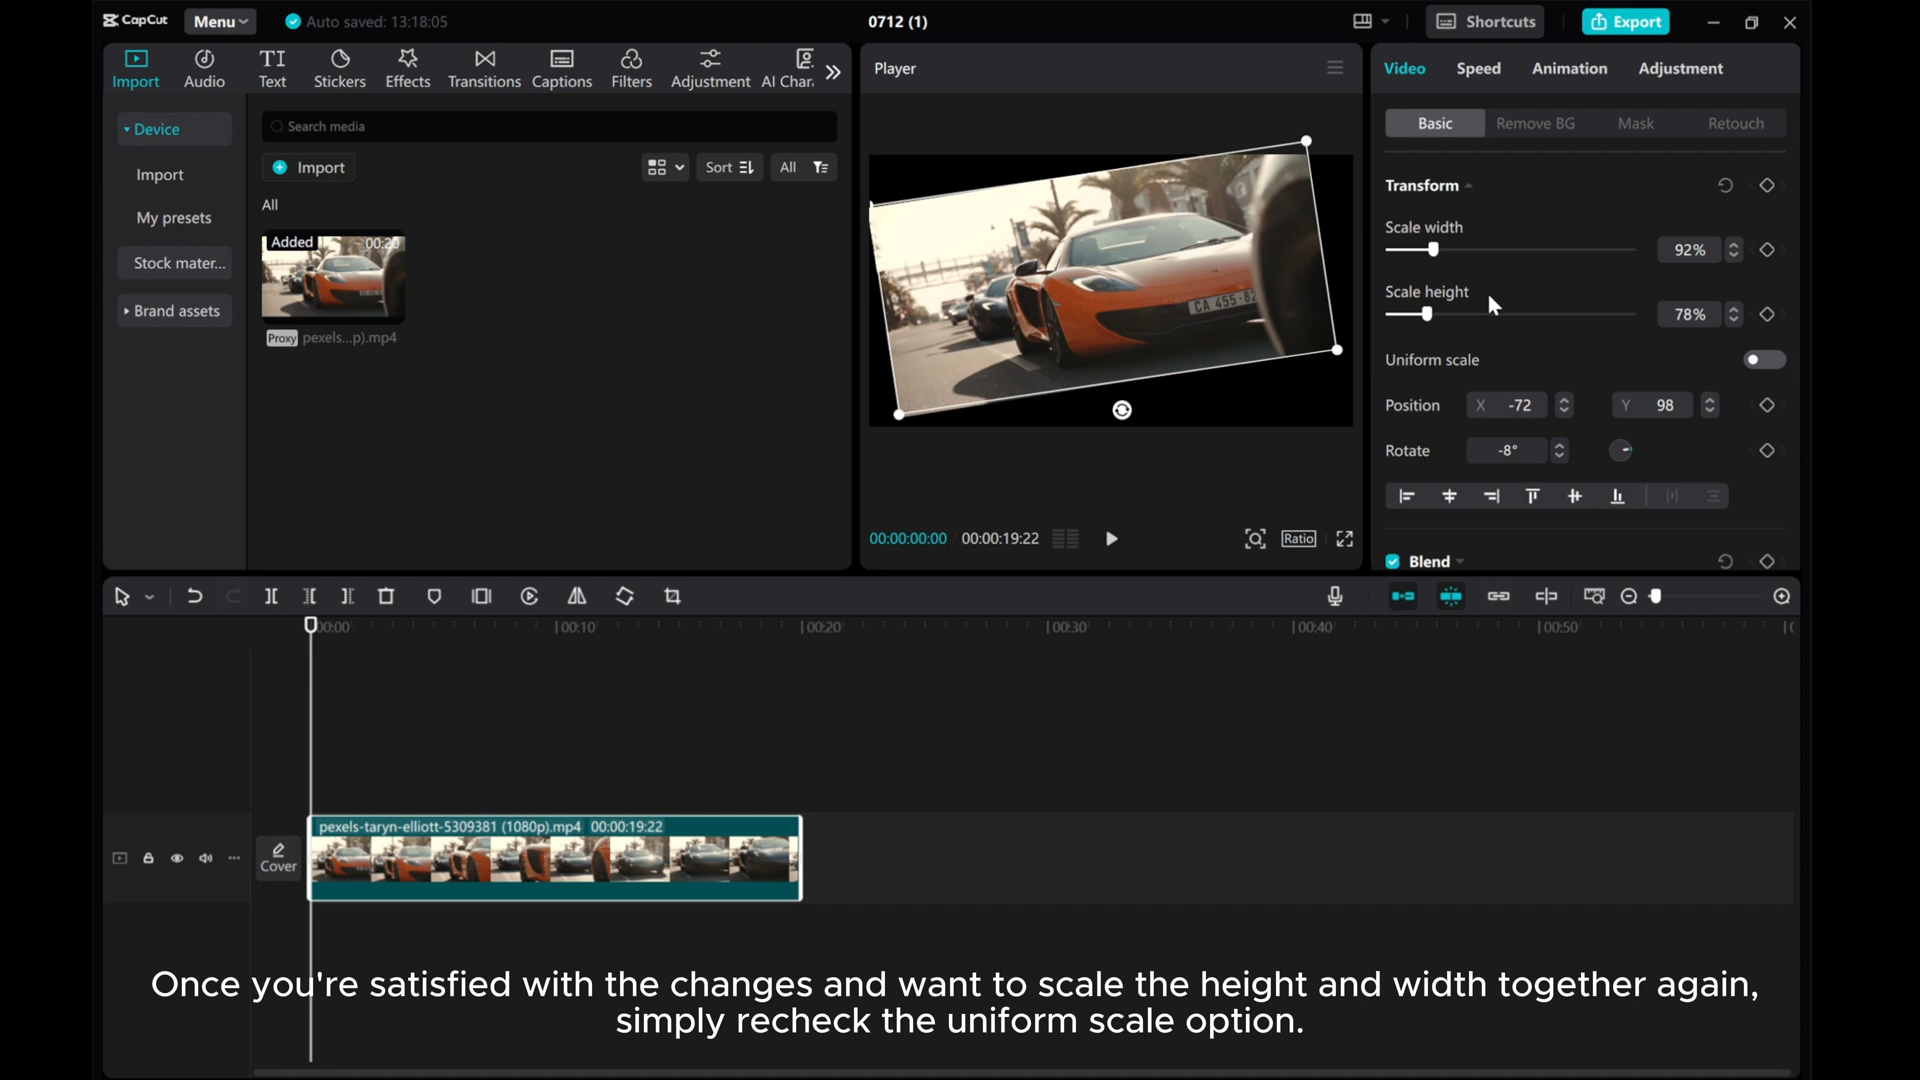 CapCut
Menu
Auto saved: 13:18:05
0712 (1)
Shortcuts
Export
Import
Audio
TI
Text
Stickers
Effects
Transitions
Captions
Filters
Adjustment
AI Char
Player
Video
Speed
Animation
Adjustment
Device
Import
My presets
Stock mater...
Brand assets
Search media
Import
Sort
All
All
Added
00:20
Proxy
pexels...p).mp4
CA 455-82
00:00:00:00
00:00:19:22
Ratio
Basic
Remove BG
Mask
Retouch
Transform
Scale width
92%
Scale height
78%
Uniform scale
Position
X -72
Y 98
Rotate
-8°
Blend
00:00
00:10
00:20
00:30
00:40
00:50
Cover
pexels-taryn-elliott-5309381 (1080p).mp4 00:00:19:22
Once you're satisfied with the changes and want to scale the height and width together again,
simply recheck the uniform scale option.